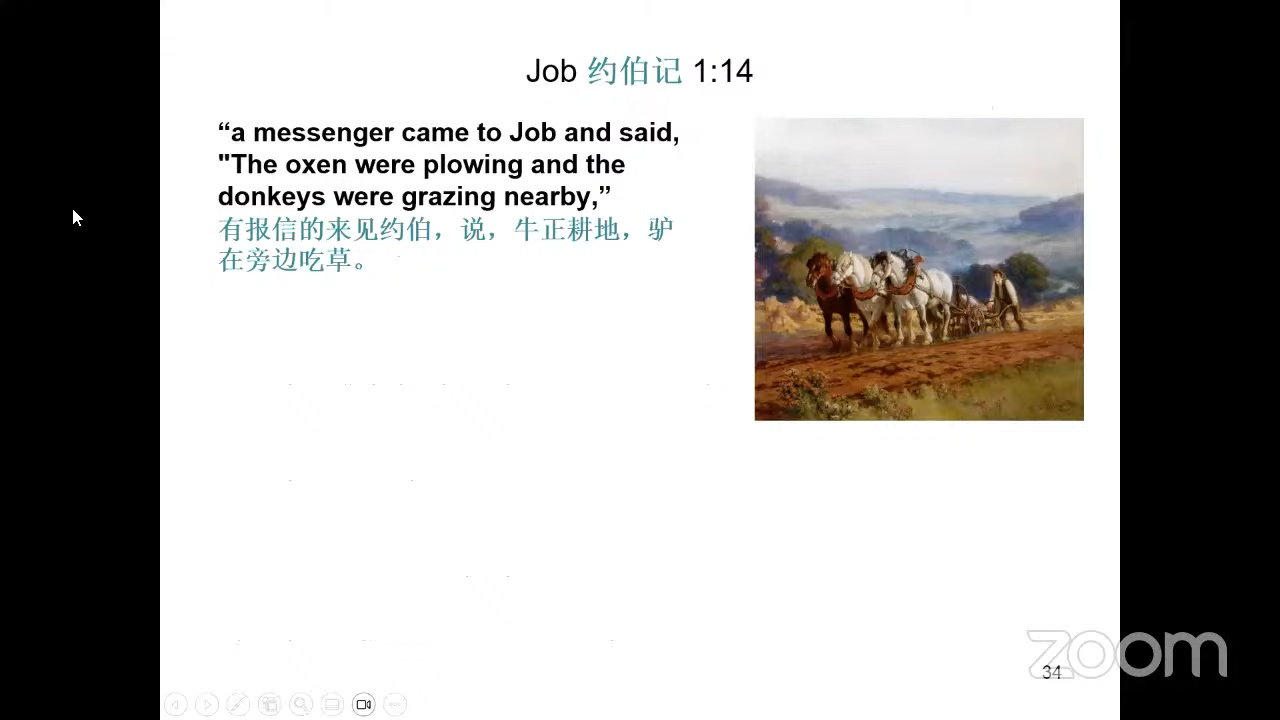 Job 约伯记 1:14
“a messenger came to Job and said,
"The oxen were plowing and the
donkeys were grazing nearby,”
有报信的来见约伯，说，牛正耕地，驴
在旁边吃草。
34
zoom